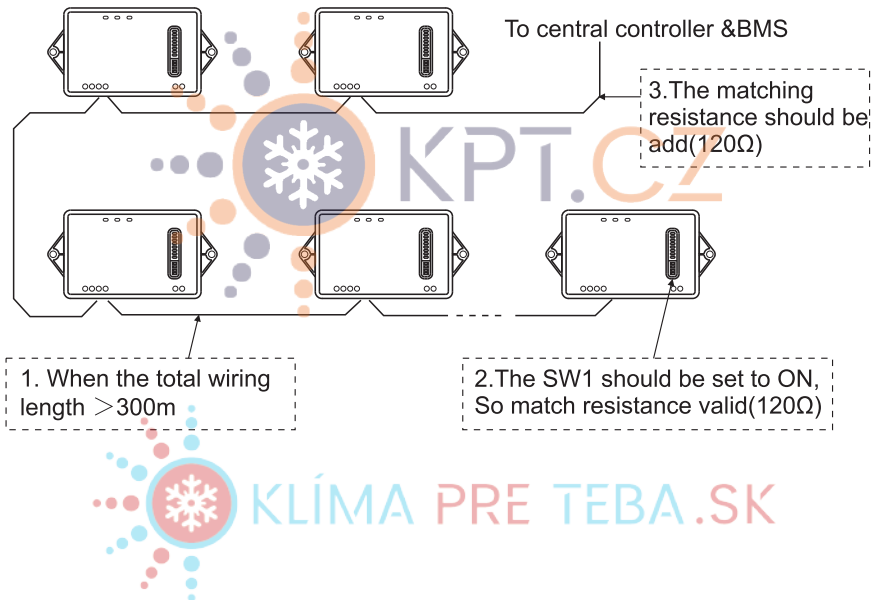 To central controller &BMS
3.The matching
resistance should be
add(120Ω)
KPT.CZ
1. When the total wiring
length >300m
2.The SW1 should be set to ON,
So match resistance valid(120Ω)
KLÍMA PRE TEBA.SK